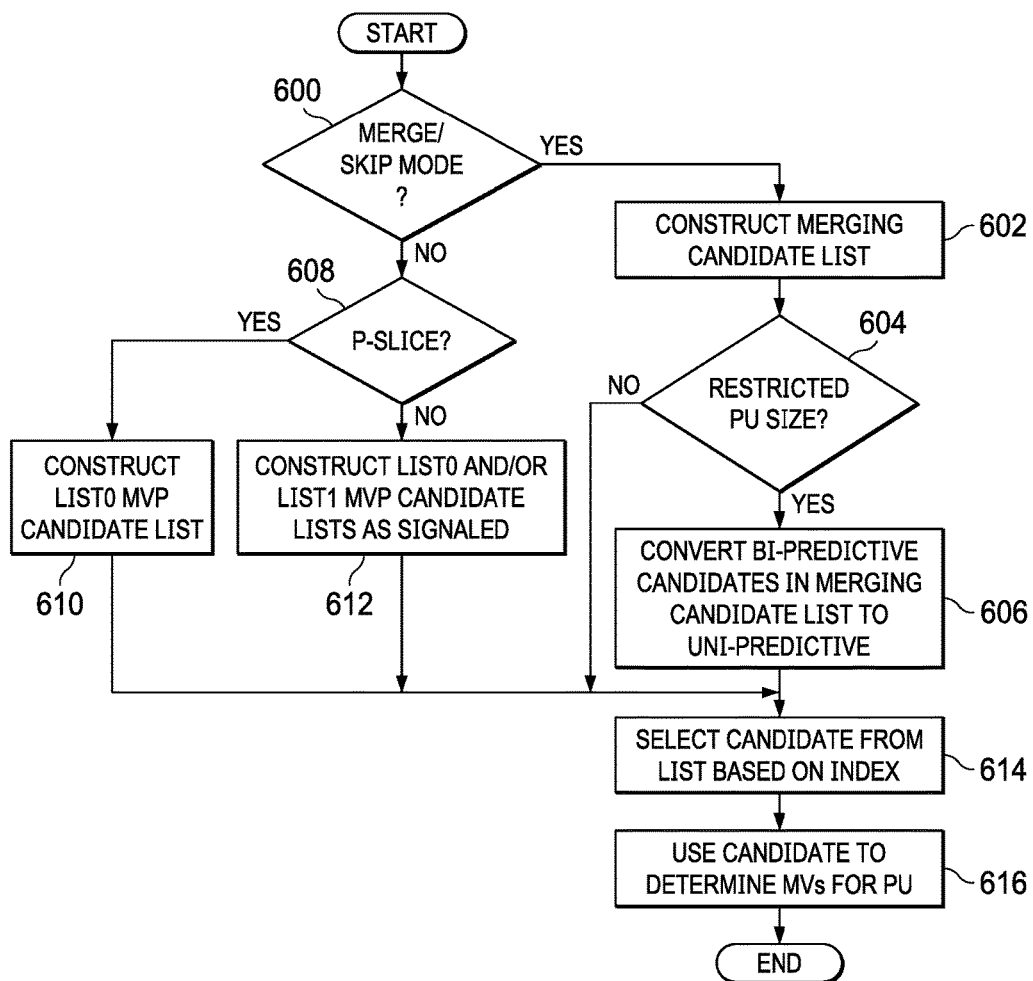 START
600
MERGE/
SKIP MODE
?
YES
NO
CONSTRUCT MERGING
CANDIDATE LIST
602
608
P-SLICE?
YES
NO
604
RESTRICTED
PU SIZE?
NO
YES
CONSTRUCT
LIST0 MVP
CANDIDATE LIST
610
CONSTRUCT LIST0 AND/OR
LIST1 MVP CANDIDATE
LISTS AS SIGNALED
612
CONVERT BI-PREDICTIVE
CANDIDATES IN MERGING
CANDIDATE LIST TO
UNI-PREDICTIVE
606
SELECT CANDIDATE FROM
LIST BASED ON INDEX
614
USE CANDIDATE TO
DETERMINE MVs FOR PU
616
END